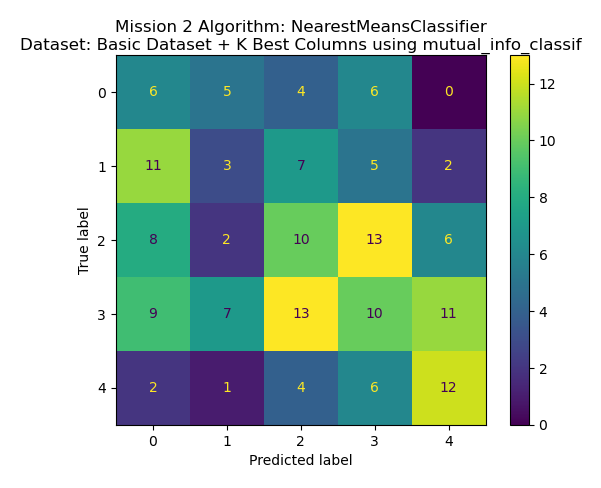 Mission 2 Algorithm: NearestMeansClassifier
Dataset: Basic Dataset + K Best Columns using mutual_info_classif
0 6 5 4 6 0
1 11 3 7 5 2
2 8 2 10 13 6
3 9 7 13 10 11
4 2 1 4 6 12
0 1 2 3 4
True label
Predicted label
12
10
8
6
4
2
0